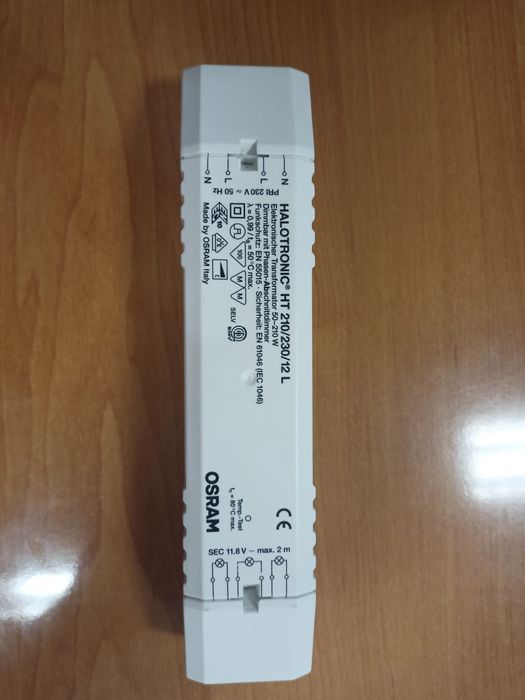 N L L N
PRI 230 V ≃ 50 Hz
HALOTRONIC® HT 210/230/12 L
Elektronischer Transformator 50–210 W
Dimmbar mit Phasen-Abschnittdimmer
Funkschutz: EN 55015 · Sicherheit: EN 61046 (IEC 1046)
λ = 0,99 / ta = 50 °C max.
100 M M
SELV
10
C
Made by OSRAM Italy
CE
Temp.-Test
tc = 80 °C max.
OSRAM
SEC 11.8 V ~ max. 2 m